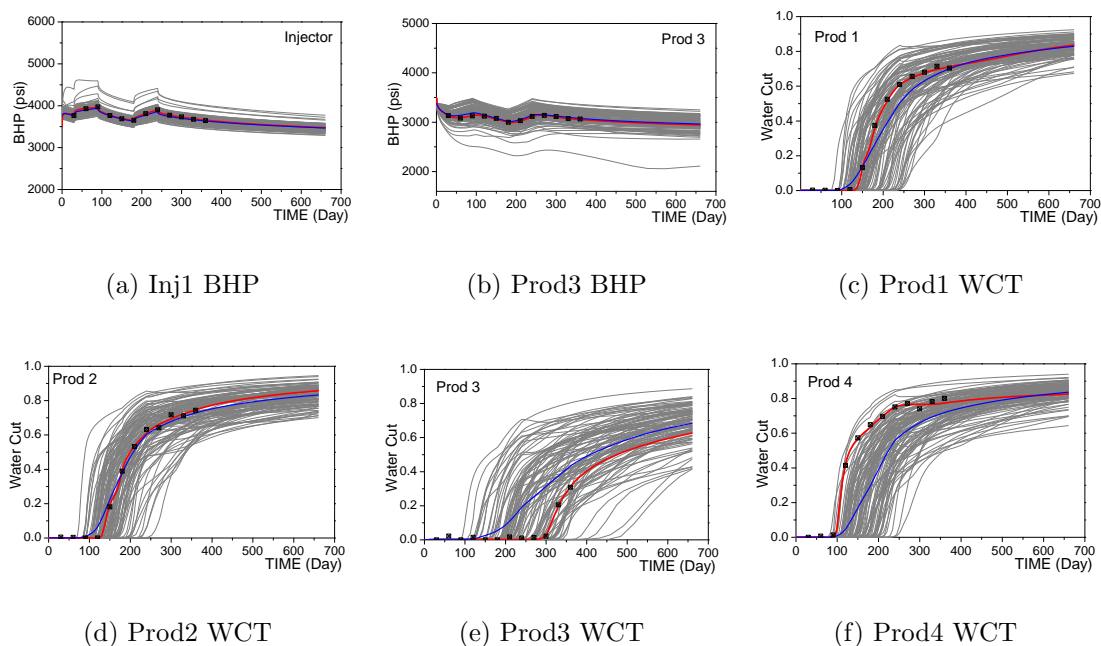 6000
5000
4000
3000
2000
BHP (psi)
Injector
0 100 200 300 400 500 600 700
TIME (Day)
(a) Inj1 BHP
5000
4000
3000
2000
BHP (psi)
Prod 3
0 100 200 300 400 500 600 700
TIME (Day)
(b) Prod3 BHP
1.0
0.8
0.6
0.4
0.2
0.0
Water Cut
Prod 1
100 200 300 400 500 600 700
TIME (Day)
(c) Prod1 WCT
1.0
0.8
0.6
0.4
0.2
0.0
Water Cut
Prod 2
0 100 200 300 400 500 600 700
TIME (Day)
(d) Prod2 WCT
1.0
0.8
0.6
0.4
0.2
0.0
Water Cut
Prod 3
0 100 200 300 400 500 600 700
TIME (Day)
(e) Prod3 WCT
1.0
0.8
0.6
0.4
0.2
0.0
Water Cut
Prod 4
0 100 200 300 400 500 600 700
TIME (Day)
(f) Prod4 WCT